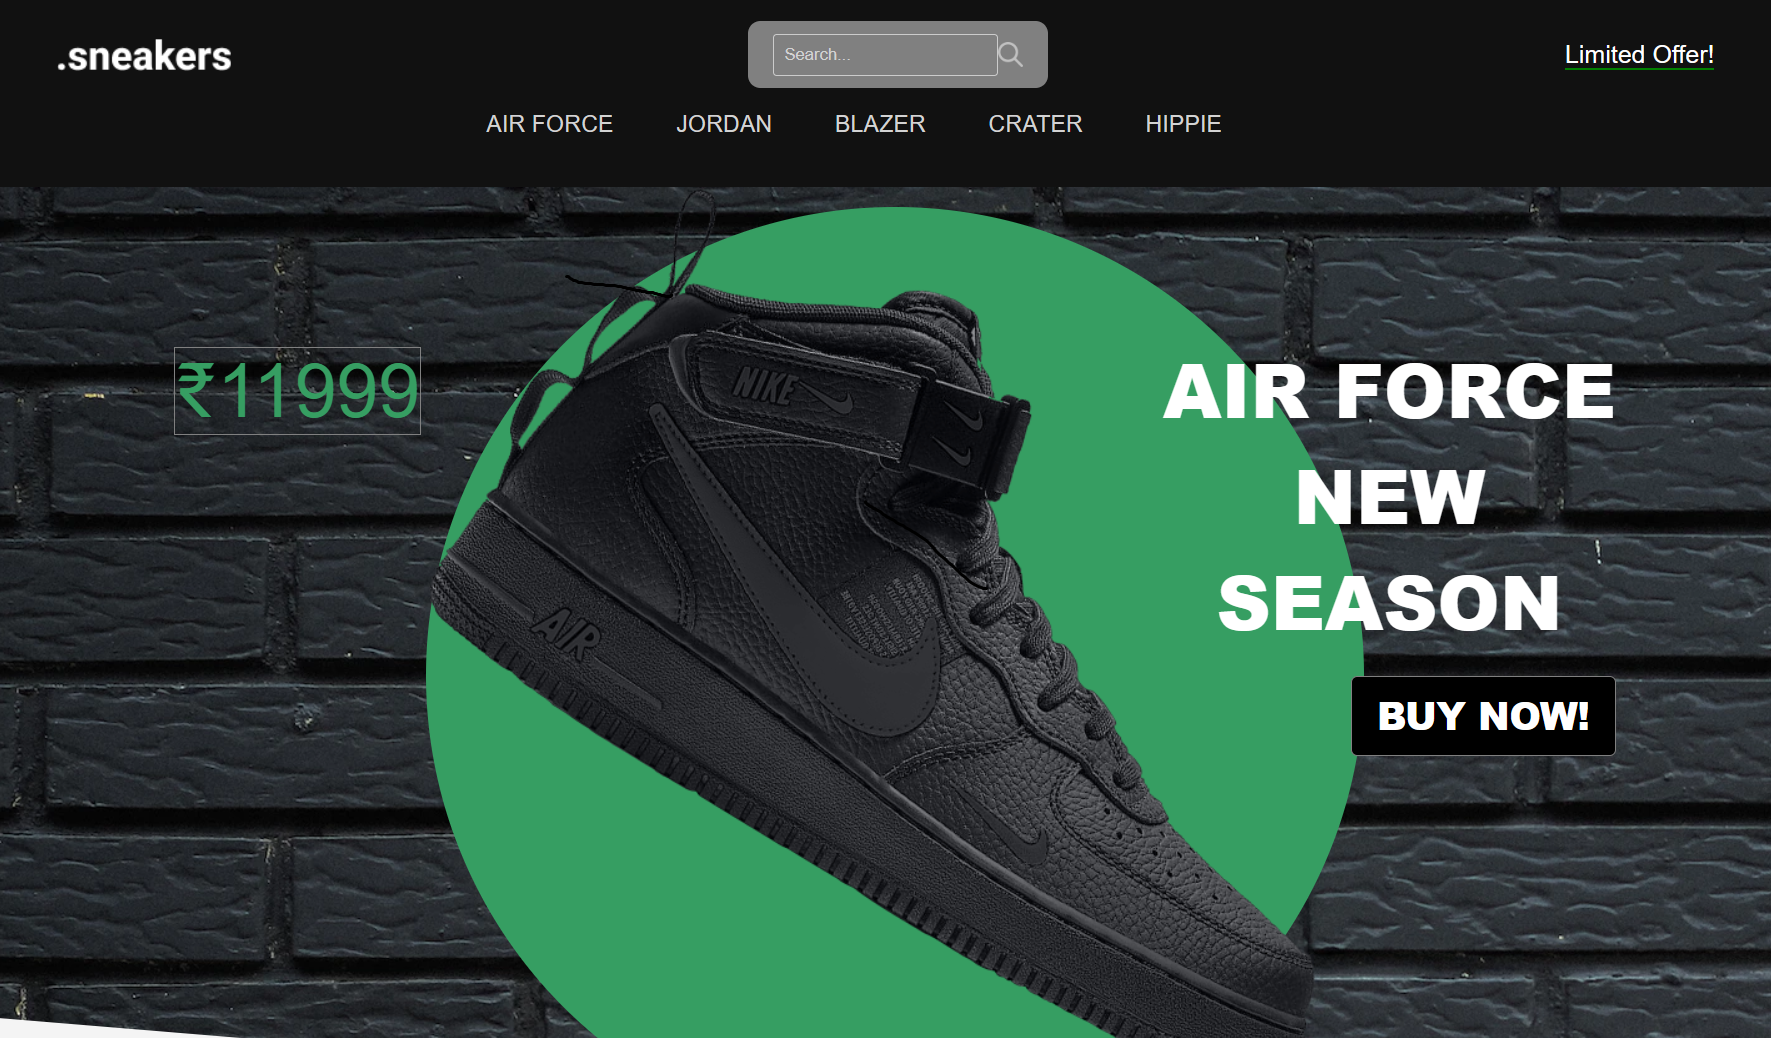 .sneakers
Search...
Limited Offer!
AIR FORCE
JORDAN
BLAZER
CRATER
HIPPIE
₹11999
NIKE
AIR
AIR FORCE
NEW
SEASON
BUY NOW!